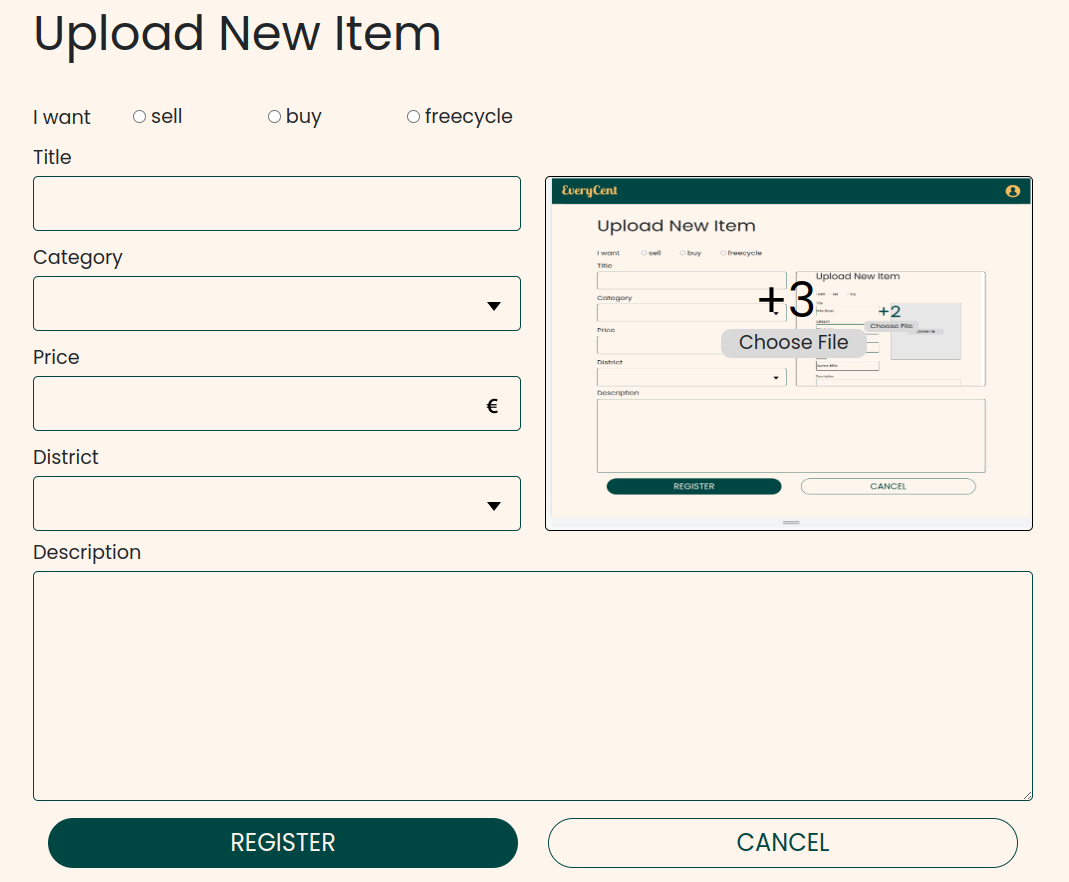 Upload New Item
I want sell buy freecycle
Title
Category
Price
€
District
EveryCent
Upload New Item
I want sell buy freecycle
Title
Category
Price
District
Description
REGISTER CANCEL
Upload New Item
+2
Choose File
+3
Choose File
Description
REGISTER CANCEL